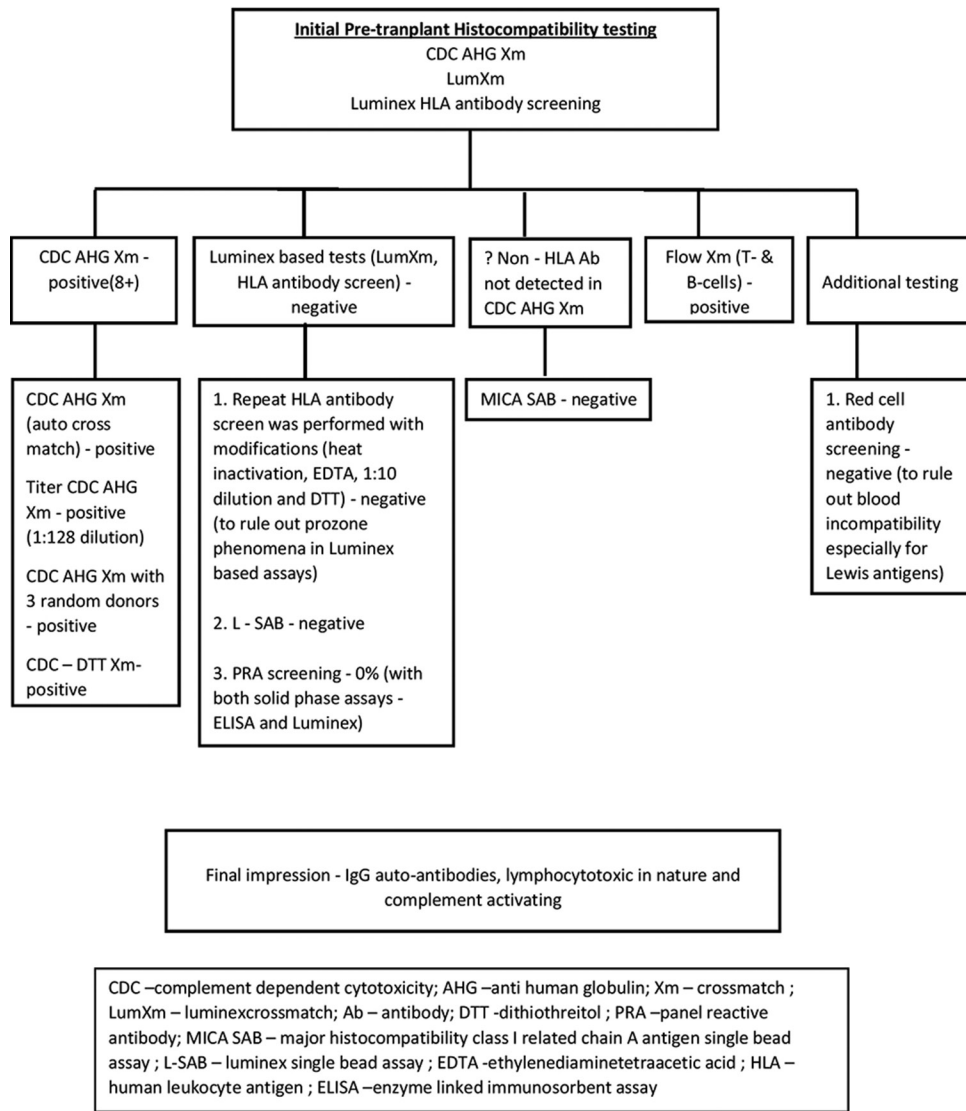 Initial Pre-tranplant Histocompatibility testing
CDC AHG Xm
LumXm
Luminex HLA antibody screening
CDC AHG Xm -
positive(8+)
Luminex based tests (LumXm,
HLA antibody screen) -
negative
? Non - HLA Ab
not detected in
CDC AHG Xm
Flow Xm (T- &
B-cells) -
positive
Additional testing
CDC AHG Xm
(auto cross
match) - positive
Titer CDC AHG
Xm - positive
(1:128 dilution)
CDC AHG Xm with
3 random donors
- positive
CDC – DTT Xm-
positive
1. Repeat HLA antibody
screen was performed with
modifications (heat
inactivation, EDTA, 1:10
dilution and DTT) - negative
(to rule out prozone
phenomena in Luminex
based assays)
2. L - SAB - negative
3. PRA screening - 0% (with
both solid phase assays -
ELISA and Luminex)
MICA SAB - negative
1. Red cell
antibody
screening -
negative (to rule
out blood
incompatibility
especially for
Lewis antigens)
Final impression - IgG auto-antibodies, lymphocytotoxic in nature and
complement activating
CDC –complement dependent cytotoxicity; AHG –anti human globulin; Xm – crossmatch ;
LumXm – luminexcrossmatch; Ab – antibody; DTT -dithiothreitol ; PRA –panel reactive
antibody; MICA SAB – major histocompatibility class I related chain A antigen single bead
assay ; L-SAB – luminex single bead assay ; EDTA -ethylenediaminetetraacetic acid ; HLA –
human leukocyte antigen ; ELISA –enzyme linked immunosorbent assay